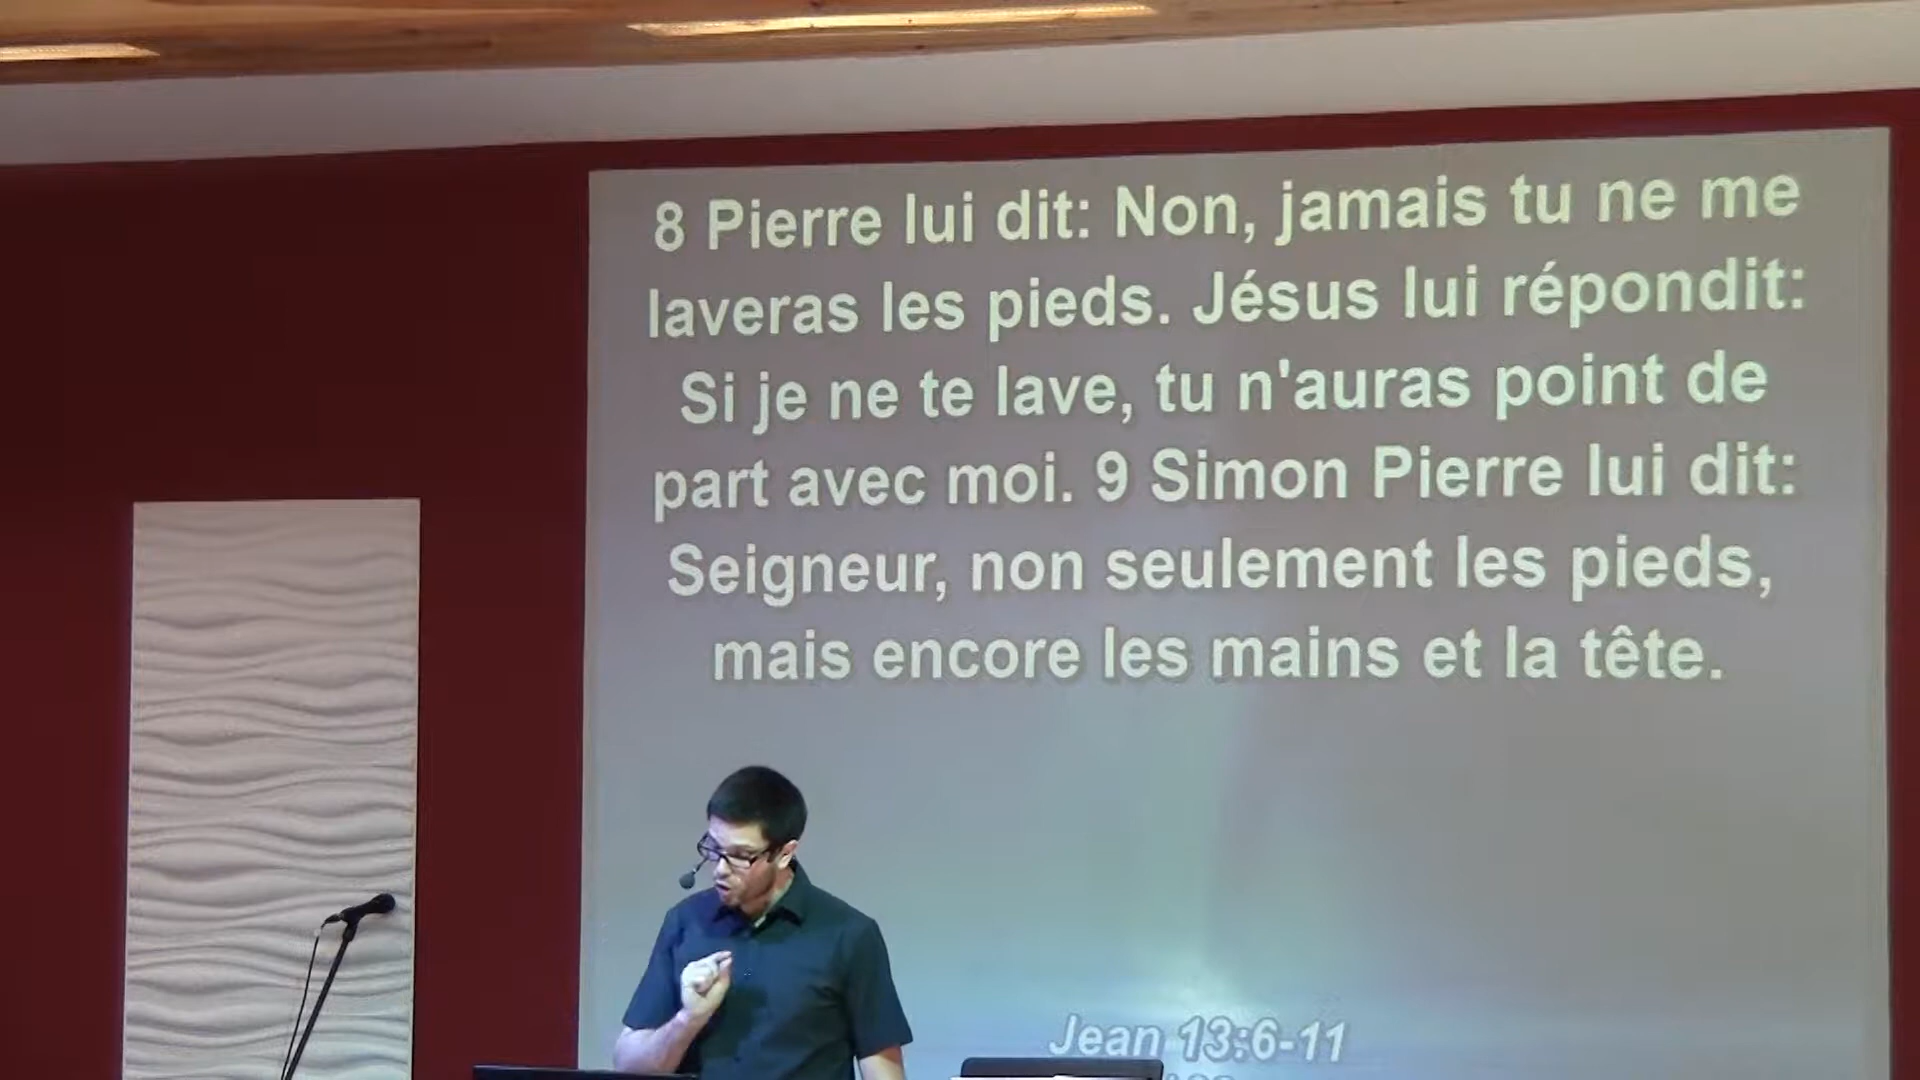 8 Pierre lui dit: Non, jamais tu ne me
laveras les pieds. Jésus lui répondit:
Si je ne te lave, tu n'auras point de
part avec moi. 9 Simon Pierre lui dit:
Seigneur, non seulement les pieds,
mais encore les mains et la tête.
Jean 13:6-11